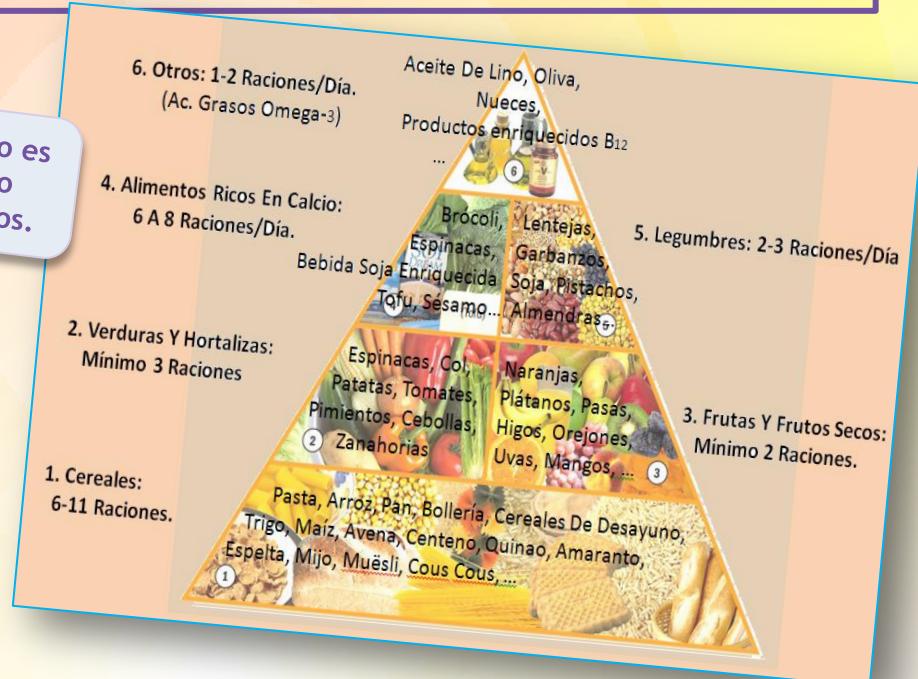 o es
o
os.
6. Otros: 1-2 Raciones/Día.
(Ac. Grasos Omega-3)
Aceite De Lino, Oliva,
Nueces,
Productos enriquecidos B12
...
6
4. Alimentos Ricos En Calcio:
6 A 8 Raciones/Día.
Brócoli,
Espinacas,
Bebida Soja Enriquecida
Tofu, Sésamo...
Lentejas,
Garbanzos,
Soja, Pistachos,
Almendras...
5
5. Legumbres: 2-3 Raciones/Día
2. Verduras Y Hortalizas:
Mínimo 3 Raciones
Espinacas, Col,
Patatas, Tomates,
Pimientos, Cebollas,
Zanahorias
2
Naranjas,
Plátanos, Pasas,
Higos, Orejones,
Uvas, Mangos, ...
3
3. Frutas Y Frutos Secos:
Mínimo 2 Raciones.
1. Cereales:
6-11 Raciones.
Pasta, Arroz, Pan, Bollería, Cereales De Desayuno,
Trigo, Maíz, Avena, Centeno, Quinao, Amaranto,
Espelta, Mijo, Muësli, Cous Cous, ...
1